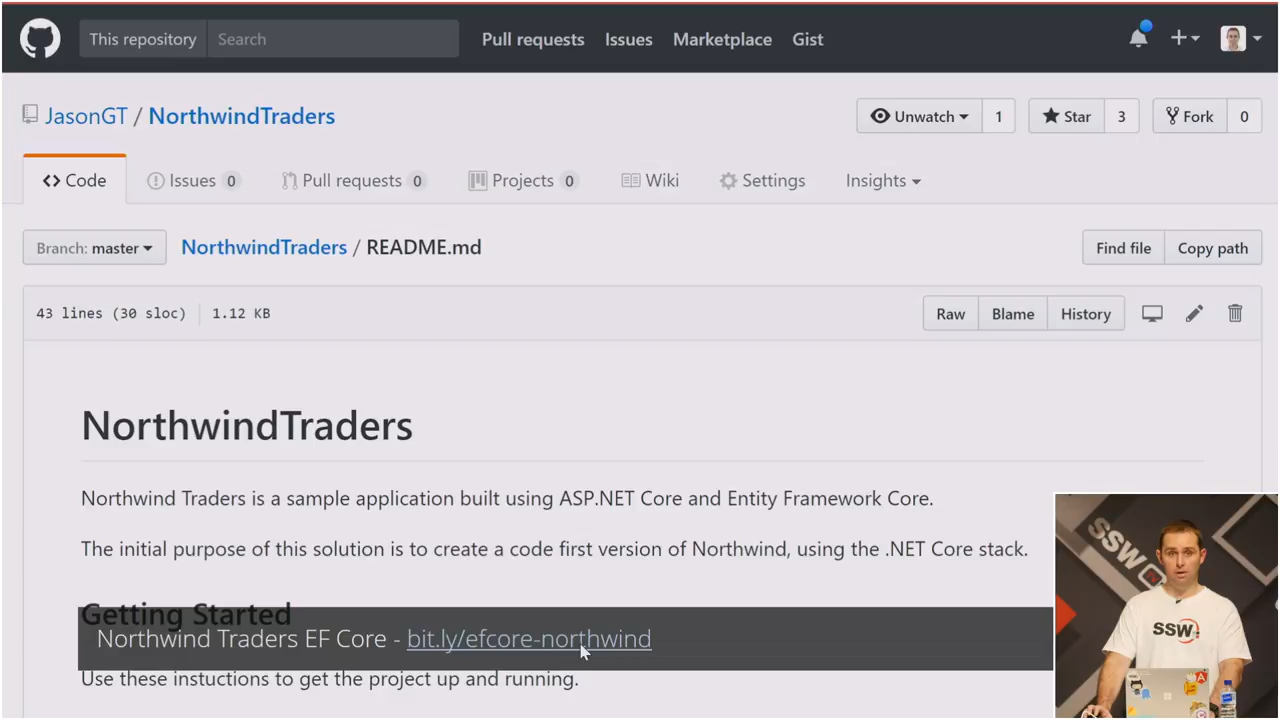 This repository Search Pull requests Issues Marketplace Gist
JasonGT / NorthwindTraders Unwatch 1 Star 3 Fork 0
Code Issues 0 Pull requests 0 Projects 0 Wiki Settings Insights
Branch: master NorthwindTraders / README.md Find file Copy path
43 lines (30 sloc) 1.12 KB Raw Blame History
NorthwindTraders
Northwind Traders is a sample application built using ASP.NET Core and Entity Framework Core.
The initial purpose of this solution is to create a code first version of Northwind, using the .NET Core stack.
Getting Started
Northwind Traders EF Core - bit.ly/efcore-northwind
Use these instuctions to get the project up and running.
SSW
SSW